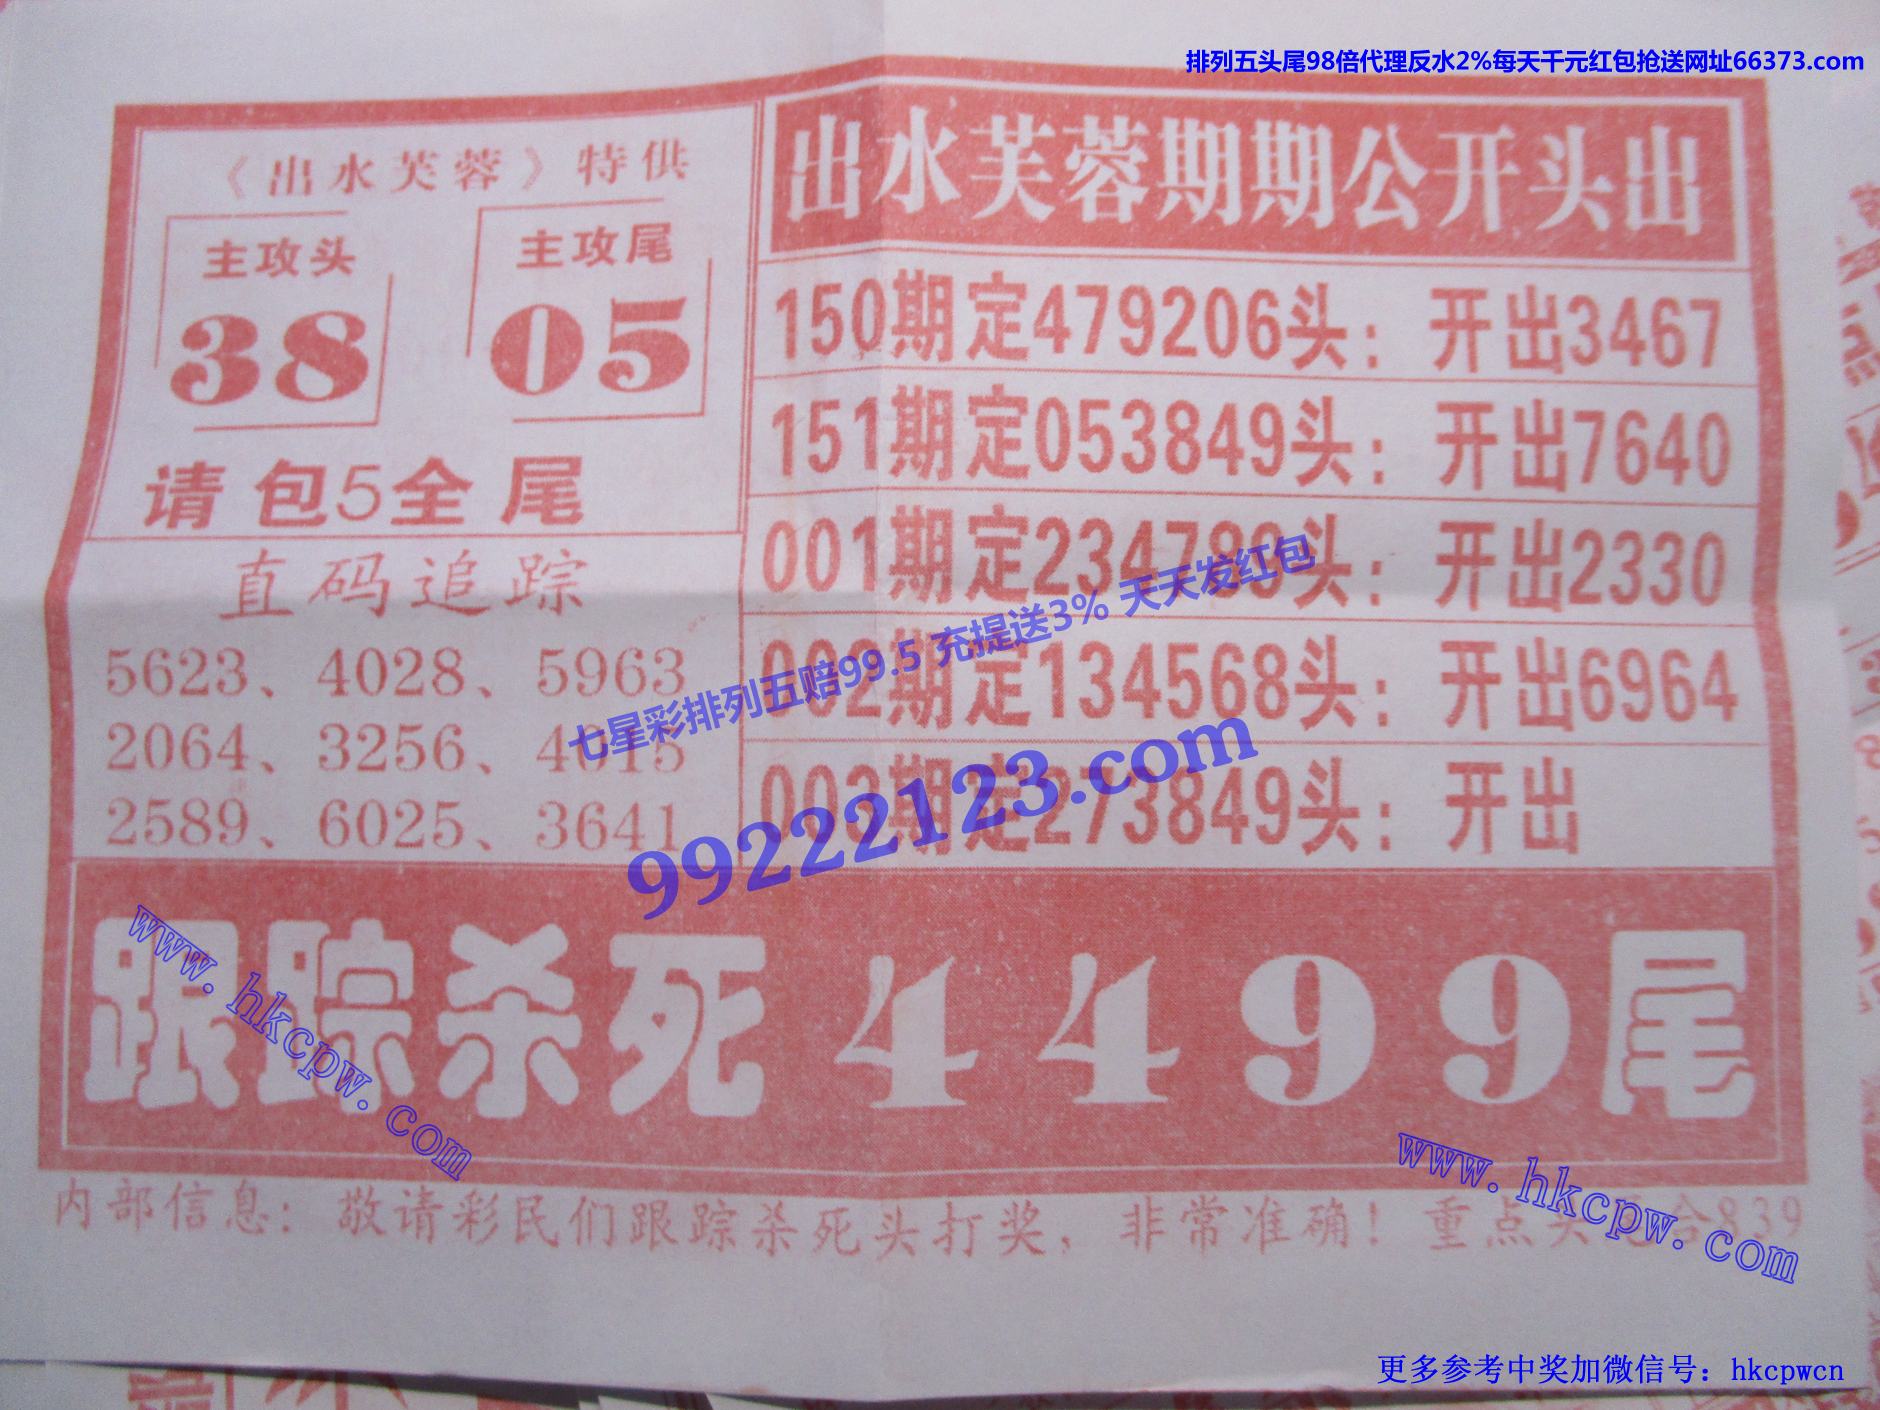 排列五头尾98倍代理反水2%每天千元红包抢送网址66373.com
《出水芙蓉》特供
主攻头
38
主攻尾
05
请包5全尾
直码追踪
5623、4028、5963
2064、3256、4015
2589、6025、3641
出水芙蓉期期公开头出
150期定479206头：开出3467
151期定053849头：开出7640
001期定234786头：开出2330
002期定134568头：开出6964
003期定273849头：开出
七星彩排列五赔99.5 充提送3% 天天发红包
99222123.com
跟踪杀死4499尾
www.hkcpw.com
www.hkcpw.com
内部信息：敬请彩民们跟踪杀死头打奖，非常准确！重点头尾合839
更多参考中奖加微信号：hkcpwcn